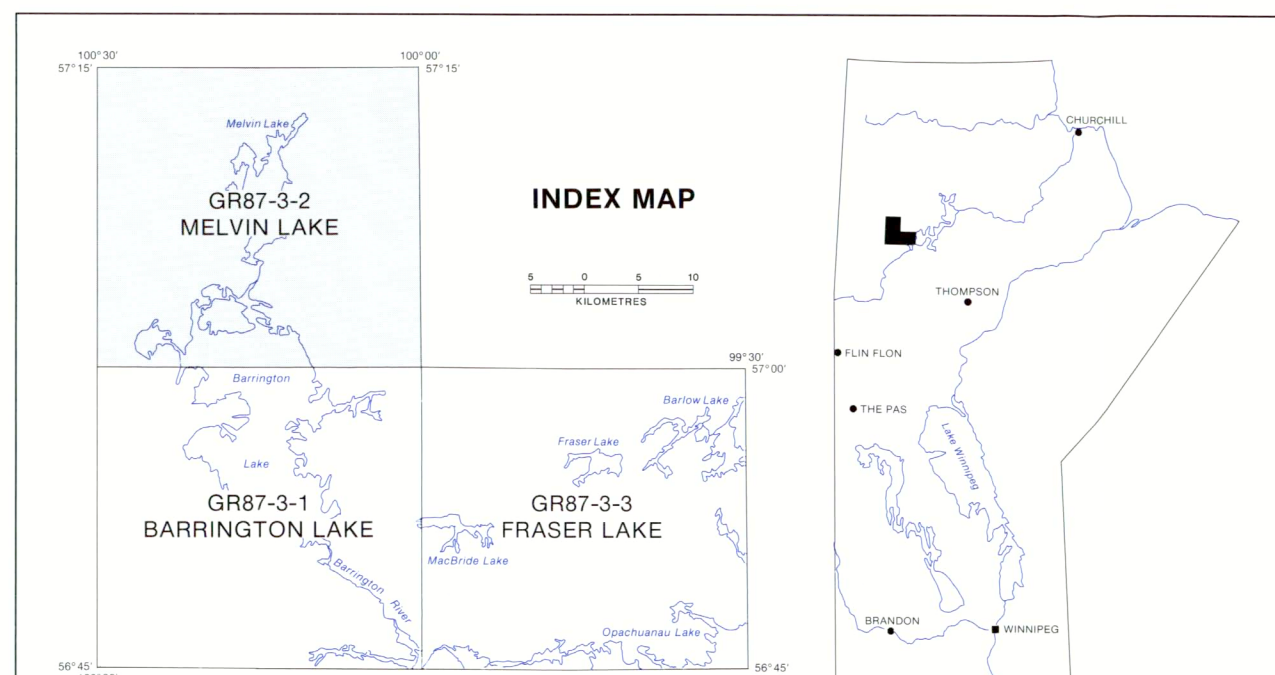 100°30'
100°00'
57°15'
57°15'
Melvin Lake
GR87-3-2
MELVIN LAKE
INDEX MAP
5 0 5 10
KILOMETRES
99°30'
57°00'
Barrington
Lake
GR87-3-1
BARRINGTON LAKE
Barrington River
Barlow Lake
Fraser Lake
GR87-3-3
FRASER LAKE
MacBride Lake
Opachuanau Lake
56°45'
56°45'
CHURCHILL
THOMPSON
FLIN FLON
THE PAS
Lake Winnipeg
BRANDON
WINNIPEG